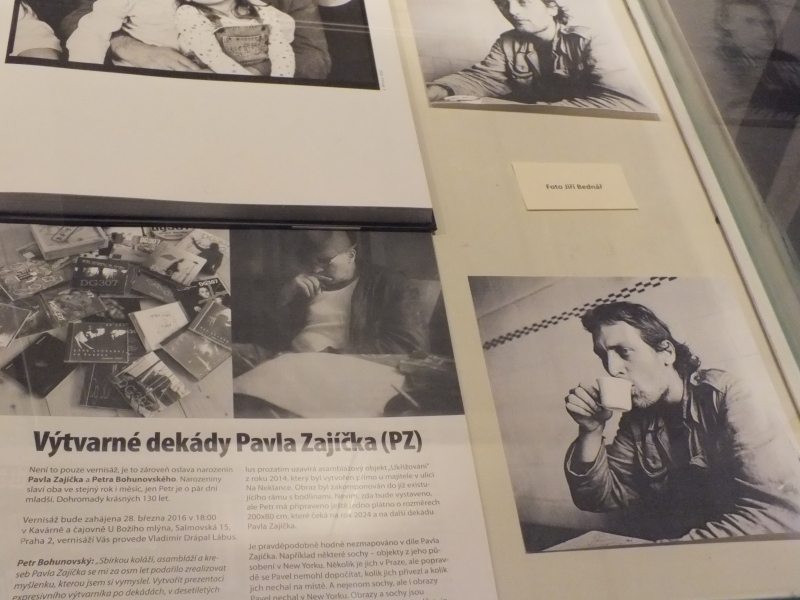 Foto Jiří Bednář
DG307
DG307
Výtvarné dekády Pavla Zajíčka (PZ)
Není to pouze vernisáž, je to zároveň oslava narozenin
Pavla Zajíčka a Petra Bohunovského. Narozeniny
slaví oba ve stejný rok i měsíc, jen Petr je o pár dní
mladší. Dohromady krásných 130 let.
Vernisáž bude zahájena 28. března 2016 v 18:00
v Kavárně a čajovně U Božího mlýna, Salmovská 15,
Praha 2, vernisáží Vás provede Vladimír Drápal Lábus.
Petr Bohunovský: „Sbírkou koláží, asambláží a kre-
seb Pavla Zajíčka se mi za osm let podařilo zrealizovat
myšlenku, kterou jsem si vymyslel. Vytvořit prezentaci
expresivního výtvarníka po dekádách, v desetiletých
lus prozatím uzavírá asamblážový objekt „Ukřižování"
z roku 2014, který byl vytvořen přímo u majitele v ulici
Na Neklance. Obraz byl zakomponován do již existu-
jícího rámu s bodlinami. Nevím, zda bude vystaveno,
ale Petr má připraveno ještě jedno plátno o rozměrech
200x80 cm, které čeká na rok 2024 a na další dekádu
Pavla Zajíčka.
Je pravděpodobné hodně nezmapováno v díle Pavla
Zajíčka. Například některé sochy – objekty z jeho pů-
sobení v New Yorku. Několik je jich v Praze, ale poprav-
dě se Pavel nemohl dopočítat, kolik jich přivezl a kolik
jich nechal na místě. A nejenom sochy, ale i obrazy
Pavel nechal v New Yorku. Obrazy a sochy jsou